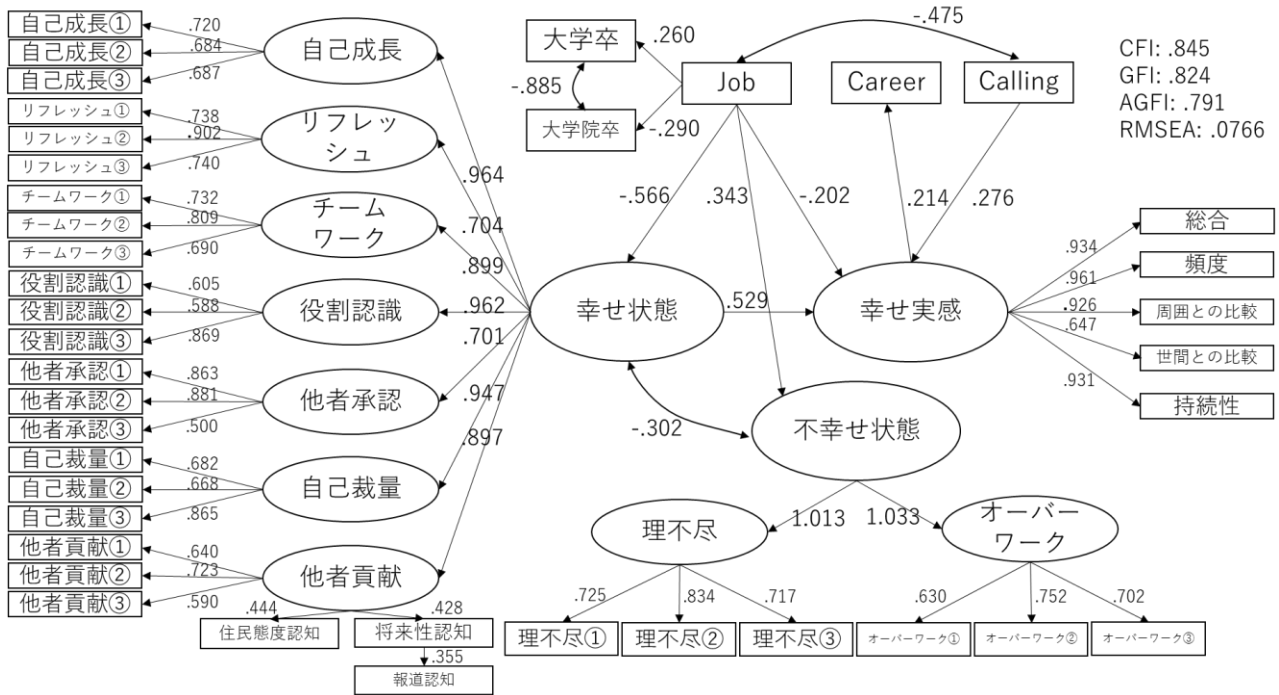 自己成長①
自己成長②
自己成長③
.720
.684
.687
自己成長
リフレッシュ①
リフレッシュ②
リフレッシュ③
.738
.902
.740
リフレッ
シュ
チームワーク①
チームワーク②
チームワーク③
.732
.809
.690
チーム
ワーク
役割認識①
役割認識②
役割認識③
.605
.588
.869
役割認識
他者承認①
他者承認②
他者承認③
.863
.881
.500
他者承認
自己裁量①
自己裁量②
自己裁量③
.682
.668
.865
自己裁量
他者貢献①
他者貢献②
他者貢献③
.640
.723
.590
他者貢献
.444
.428
住民態度認知
将来性認知
.355
報道認知
.964
.704
.899
.962
.701
.947
.897
幸せ状態
大学卒
.260
-.885
大学院卒
-.290
Job
Career
Calling
-.475
CFI: .845
GFI: .824
AGFI: .791
RMSEA: .0766
-.566
.343
-.202
.214
.276
.529
幸せ実感
.934
.961
.926
.647
.931
総合
頻度
周囲との比較
世間との比較
持続性
-.302
不幸せ状態
1.013
1.033
理不尽
オーバー
ワーク
.725
.834
.717
理不尽①
理不尽②
理不尽③
.630
.752
.702
オーバーワーク①
オーバーワーク②
オーバーワーク③